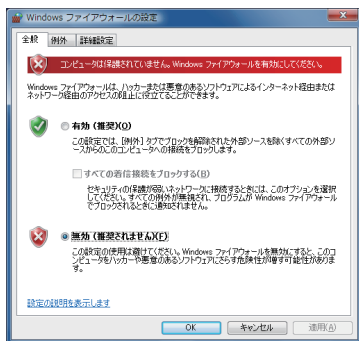 Windows ファイアウォールの設定
全般 例外 詳細設定
コンピュータは保護されていません。Windows ファイアウォールを有効にしてください。
Windows ファイアウォールは、ハッカーまたは悪意のあるソフトウェアによるインターネット経由または
ネットワーク経由のアクセスの阻止に役立てることができます。
有効 (推奨)(O)
この設定では、[例外] タブでブロックを解除された外部ソースを除くすべての外部ソ
ースからのこのコンピュータへの接続をブロックします。
すべての着信接続をブロックする(B)
セキュリティの保護が弱いネットワークに接続するときには、このオプションを選択
してください。すべての例外が無視され、プログラムが Windows ファイアウォール
でブロックされるときに通知されません。
無効 (推奨されません)(F)
この設定の使用は避けてください。Windows ファイアウォールを無効にすると、このコ
ンピュータをハッカーや悪意のあるソフトウェアにさらす危険性が増す可能性がありま
す。
設定の説明を表示します
OK キャンセル 適用(A)